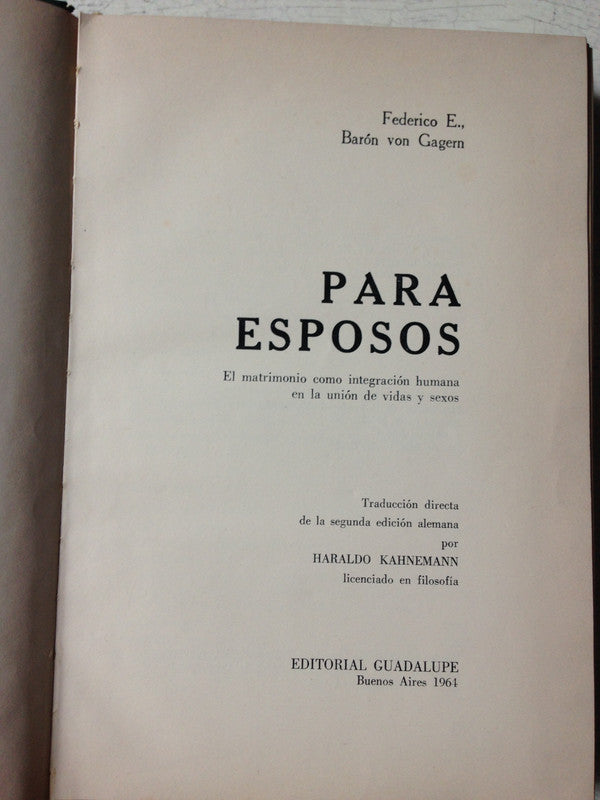 Federico E.,
Barón von Gagern
PARA
ESPOSOS
El matrimonio como integración humana
en la unión de vidas y sexos
Traducción directa
de la segunda edición alemana
por
HARALDO KAHNEMANN
licenciado en filosofía
EDITORIAL GUADALUPE
Buenos Aires 1964